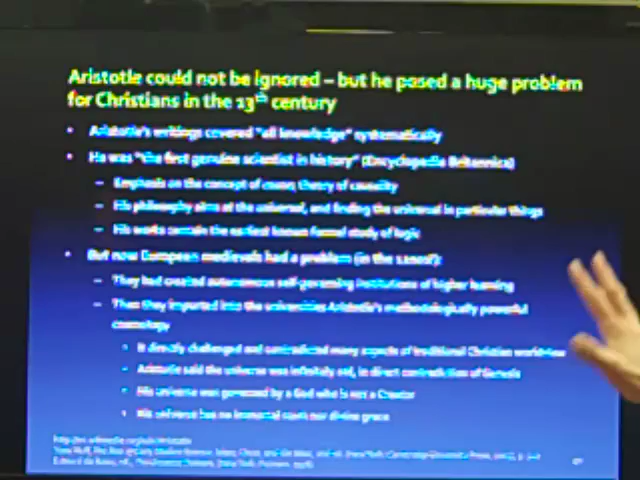 Aristotle could not be ignored – but he posed a huge problem
for Christians in the 13th century
• Aristotle's writings covered "all knowledge" systematically
• He was "the first genuine scientist in history" (Encyclopedia Britannica)
– Emphasis on the concept of cause; theory of causality
– His philosophy aims at the universal, and finding the universal in particular things
– His works contain the earliest known formal study of logic
• But now European medievals had a problem (in the 1200s):
– They had created autonomous self-governing institutions of higher learning
– Then they imported into the universities Aristotle's methodologically powerful
cosmology
• It directly challenged and contradicted many aspects of traditional Christian worldview
• Aristotle said the universe was infinitely old, in direct contradiction of Genesis
• His universe was governed by a God who is not a Creator
• His universe has no immortal souls nor divine grace